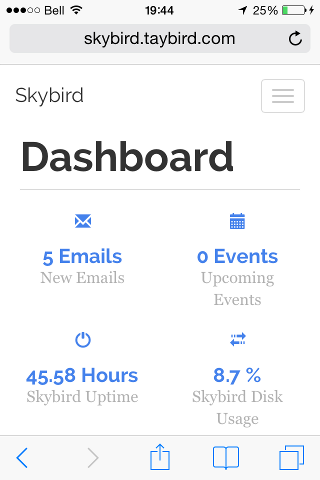 Bell 19:44 25%
skybird.taybird.com
Skybird
Dashboard
5 Emails 0 Events
New Emails Upcoming
Events
45.58 Hours 8.7 %
Skybird Uptime Skybird Disk
Usage